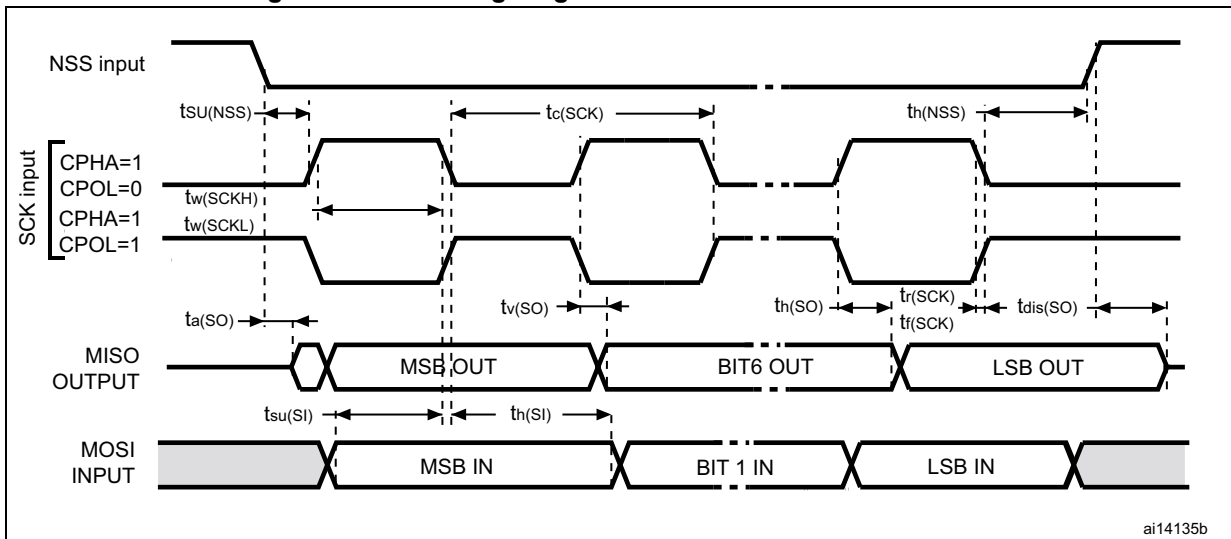 NSS input
tSU(NSS)
tc(SCK)
th(NSS)
SCK input
CPHA=1
CPOL=0
tw(SCKH)
CPHA=1
tw(SCKL)
CPOL=1
tv(SO)
th(SO)
tr(SCK)
tf(SCK)
tdis(SO)
ta(SO)
MISO
OUTPUT
MSB OUT
BIT6 OUT
LSB OUT
tsu(SI)
th(SI)
MOSI
INPUT
MSB IN
BIT 1 IN
LSB IN
ai14135b